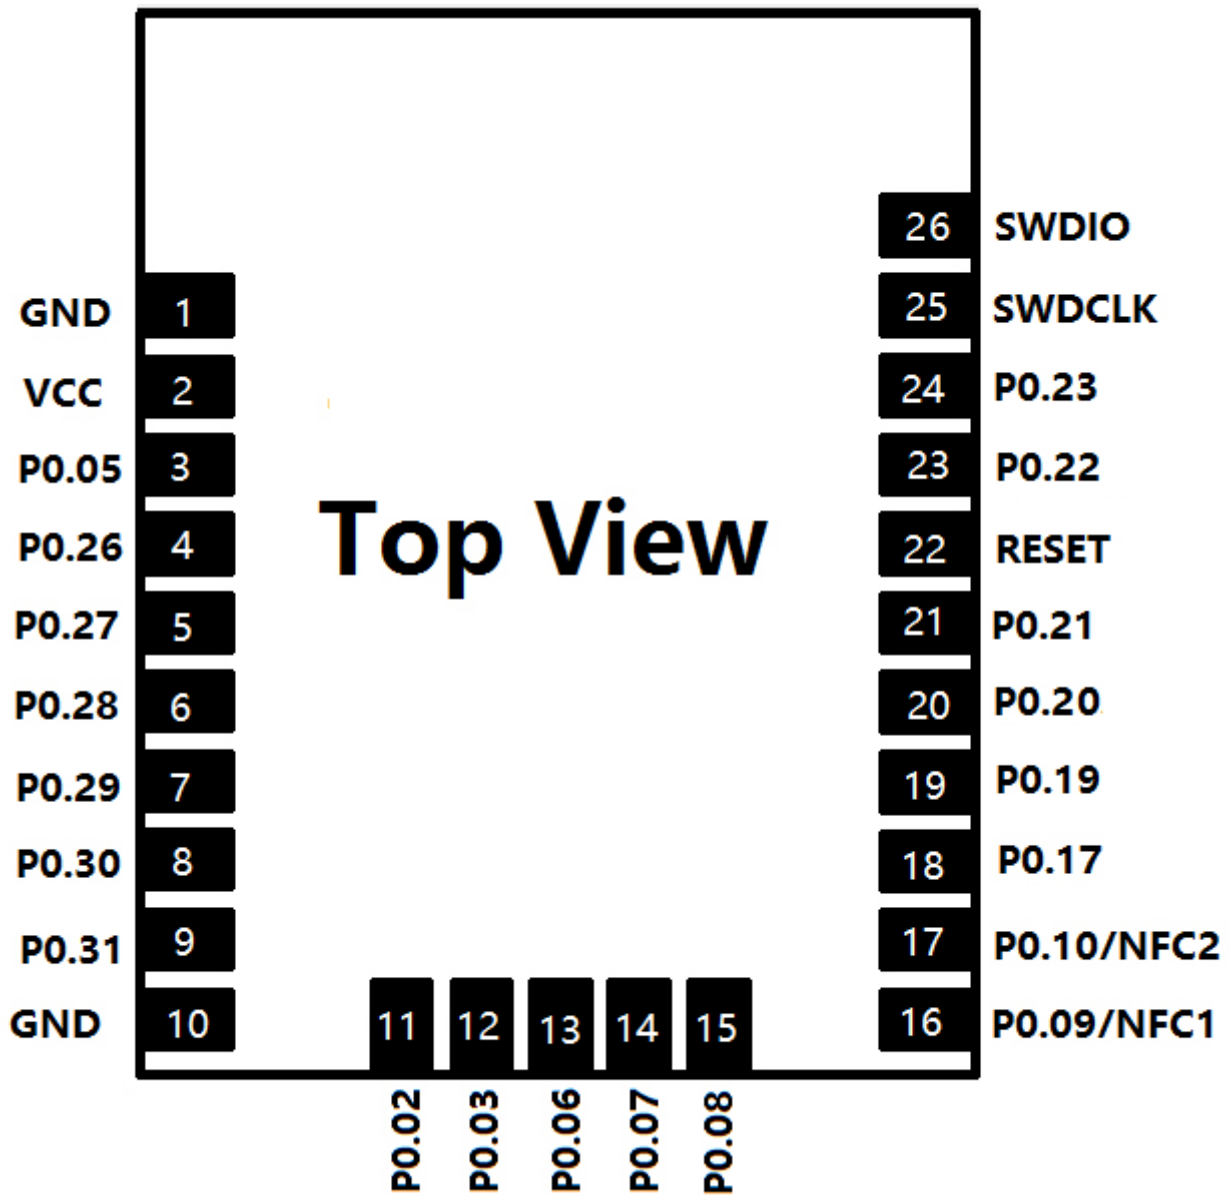 GND 1
VCC 2
P0.05 3
P0.26 4
P0.27 5
P0.28 6
P0.29 7
P0.30 8
P0.31 9
GND 10
Top View
11 P0.02
12 P0.03
13 P0.06
14 P0.07
15 P0.08
26 SWDIO
25 SWDCLK
24 P0.23
23 P0.22
22 RESET
21 P0.21
20 P0.20
19 P0.19
18 P0.17
17 P0.10/NFC2
16 P0.09/NFC1